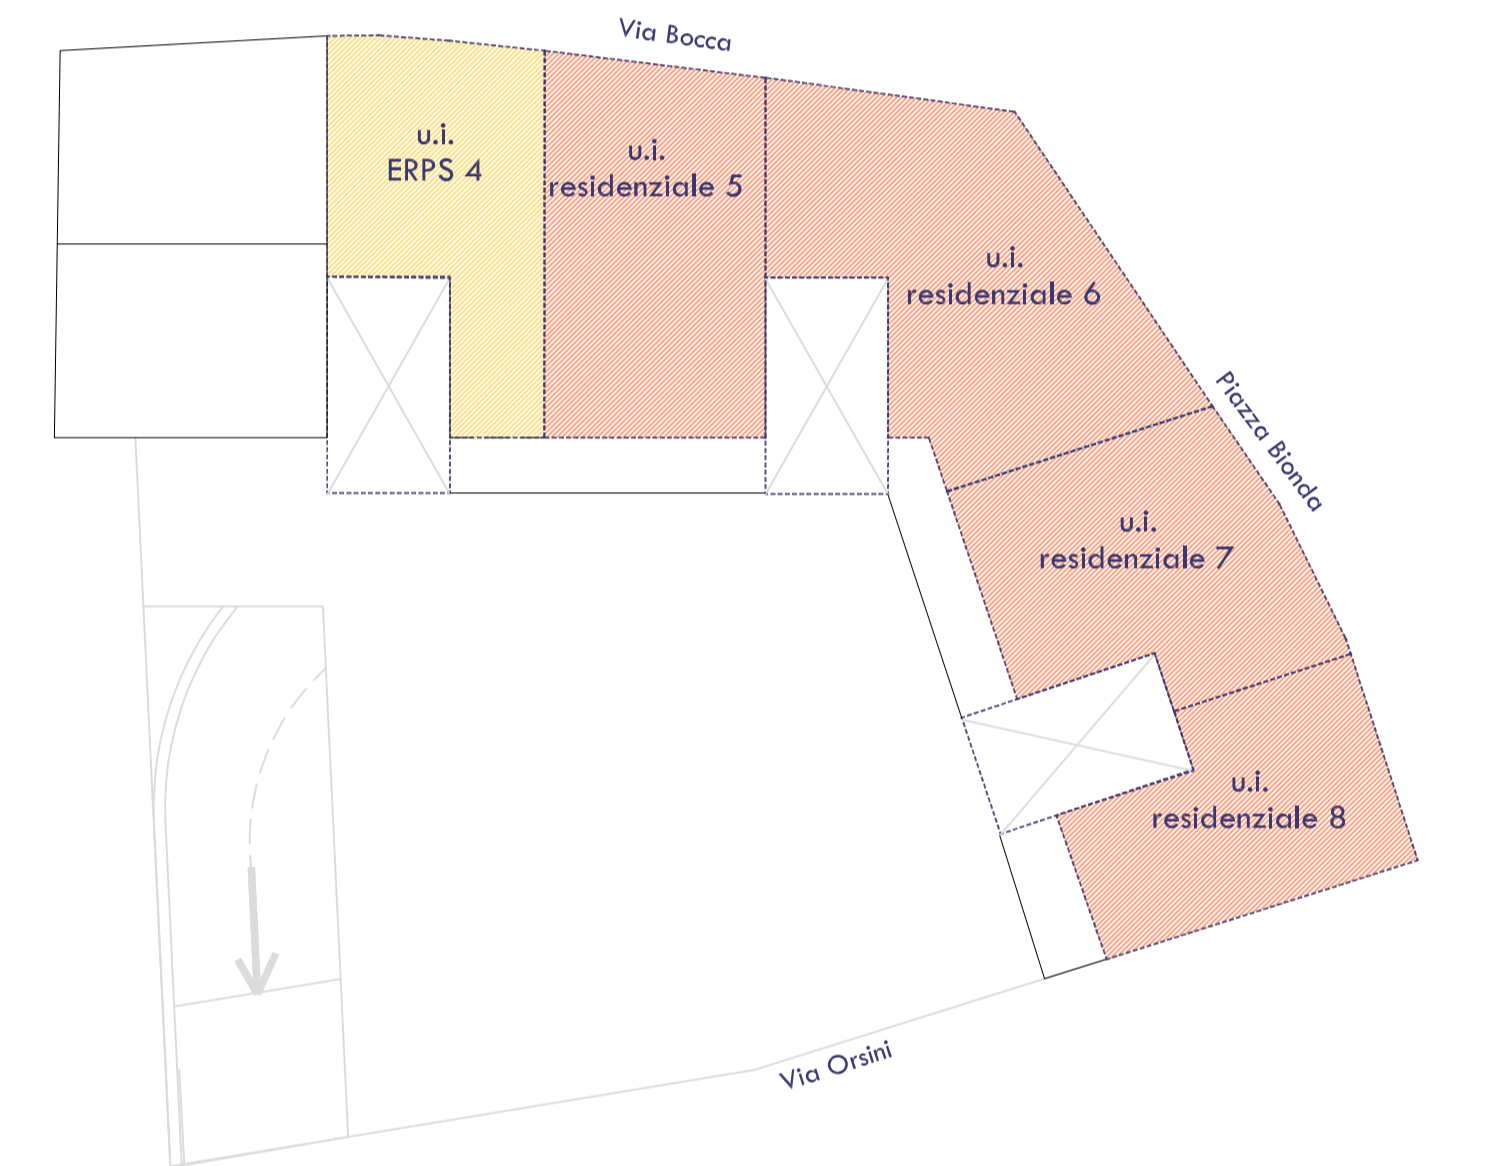 Via Bocca
u.i.
ERPS 4
u.i.
residenziale 5
u.i.
residenziale 6
Piazza Bionda
u.i.
residenziale 7
u.i.
residenziale 8
Via Orsini